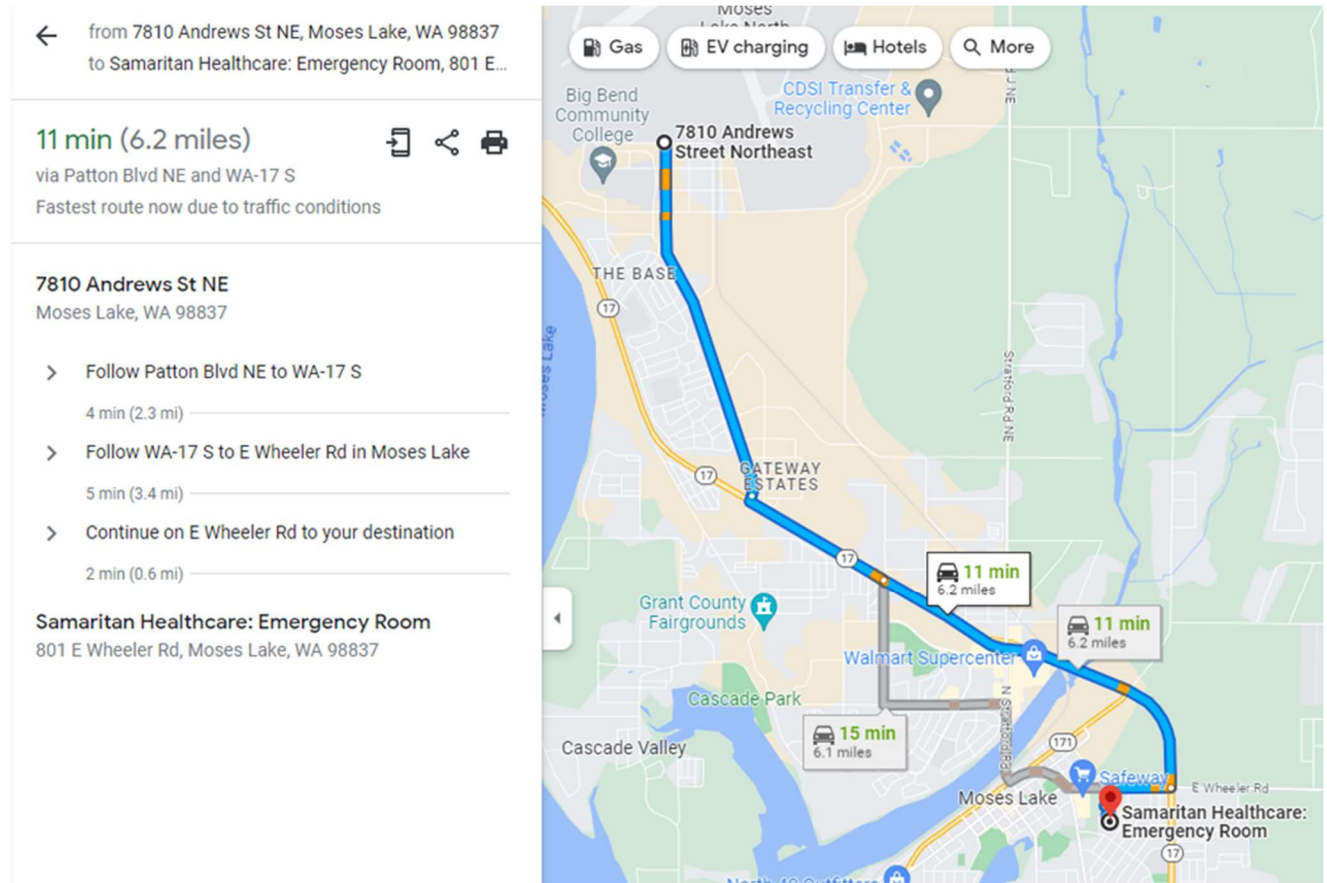 from 7810 Andrews St NE, Moses Lake, WA 98837
to Samaritan Healthcare: Emergency Room, 801 E...
11 min (6.2 miles)
via Patton Blvd NE and WA-17 S
Fastest route now due to traffic conditions
7810 Andrews St NE
Moses Lake, WA 98837
Follow Patton Blvd NE to WA-17 S
4 min (2.3 mi)
Follow WA-17 S to E Wheeler Rd in Moses Lake
5 min (3.4 mi)
Continue on E Wheeler Rd to your destination
2 min (0.6 mi)
Samaritan Healthcare: Emergency Room
801 E Wheeler Rd, Moses Lake, WA 98837
Moses
Lake North
Gas
EV charging
Hotels
More
CDSI Transfer &
Recycling Center
Big Bend
Community
College
7810 Andrews
Street Northeast
THE BASE
17
Moses Lake
Stratford Rd NE
17
GATEWAY
ESTATES
17
11 min
6.2 miles
Grant County
Fairgrounds
11 min
6.2 miles
Walmart Supercenter
Cascade Park
N Stratford Rd
15 min
6.1 miles
Cascade Valley
171
Safeway
E Wheeler Rd
Moses Lake
Samaritan Healthcare:
Emergency Room
17
North 40 Outfitters